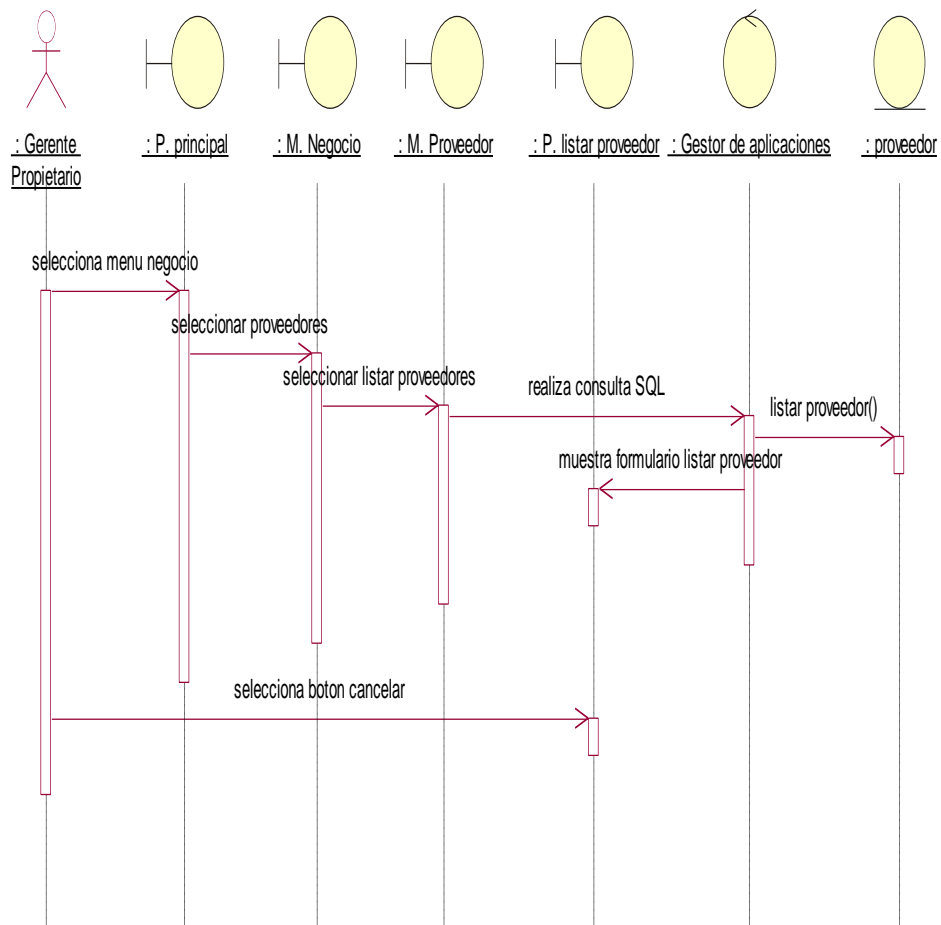 : Gerente
Propietario
: P. principal
: M. Negocio
: M. Proveedor
: P. listar proveedor
: Gestor de aplicaciones
: proveedor
selecciona menu negocio
seleccionar proveedores
seleccionar listar proveedores
realiza consulta SQL
listar proveedor()
muestra formulario listar proveedor
selecciona boton cancelar